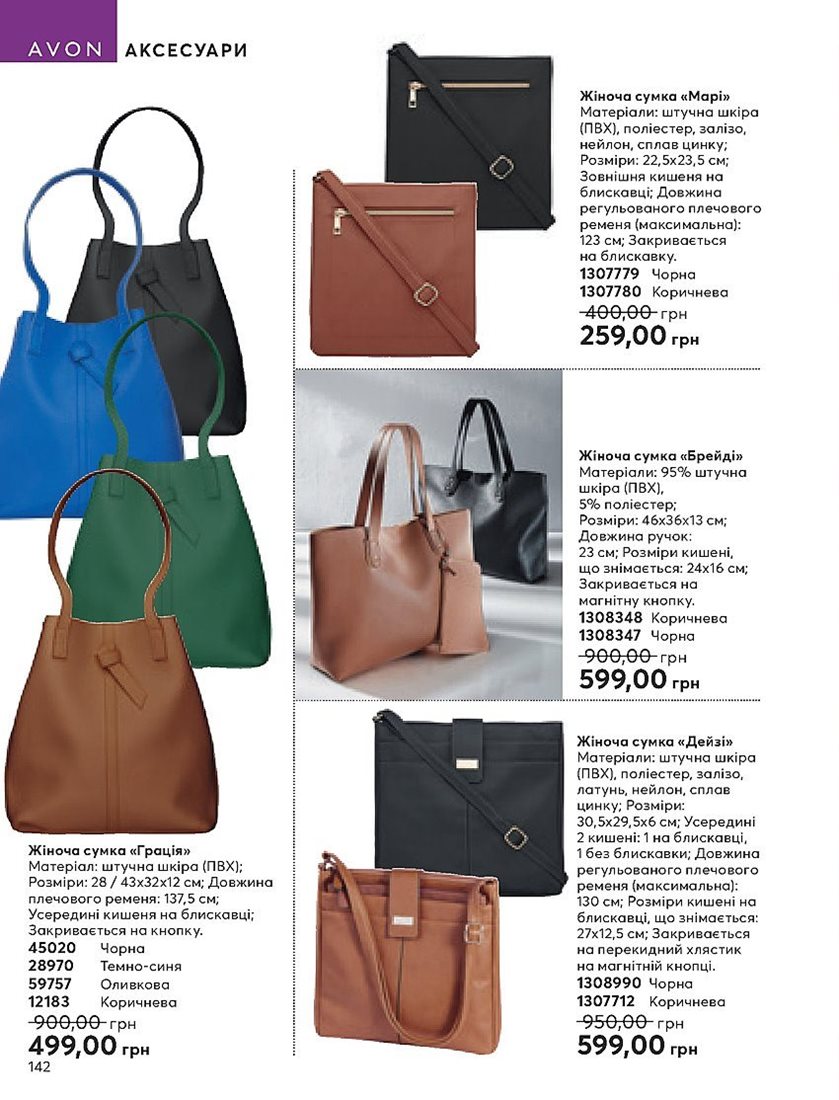 AVON АКСЕСУАРИ
Жіноча сумка «Марі»
Матеріали: штучна шкіра
(ПВХ), поліестер, залізо,
нейлон, сплав цинку;
Розміри: 22,5х23,5 см;
Зовнішня кишеня на
блискавці; Довжина
регульованого плечового
ременя (максимальна):
123 см; Закривається
на блискавку.
1307779 Чорна
1307780 Коричнева
400,00 грн
259,00 грн
Жіноча сумка «Брейді»
Матеріали: 95% штучна
шкіра (ПВХ),
5% поліестер;
Розміри: 46х36х13 см;
Довжина ручок:
23 см; Розміри кишені,
що знімається: 24х16 см;
Закривається на
магнітну кнопку.
1308348 Коричнева
1308347 Чорна
900,00 грн
599,00 грн
Жіноча сумка «Дейзі»
Матеріали: штучна шкіра
(ПВХ), поліестер, залізо,
латунь, нейлон, сплав
цинку; Розміри:
30,5х29,5х6 см; Усередині
2 кишені: 1 на блискавці,
1 без блискавки; Довжина
регульованого плечового
ременя (максимальна):
130 см; Розміри кишені на
блискавці, що знімається:
27х12,5 см; Закривається
на перекидний хлястик
на магнітній кнопці.
1308990 Чорна
1307712 Коричнева
950,00 грн
599,00 грн
Жіноча сумка «Грація»
Матеріал: штучна шкіра (ПВХ);
Розміри: 28 / 43х32х12 см; Довжина
плечового ременя: 137,5 см;
Усередині кишеня на блискавці;
Закривається на кнопку.
45020 Чорна
28970 Темно-синя
59757 Оливкова
12183 Коричнева
900,00 грн
499,00 грн
142